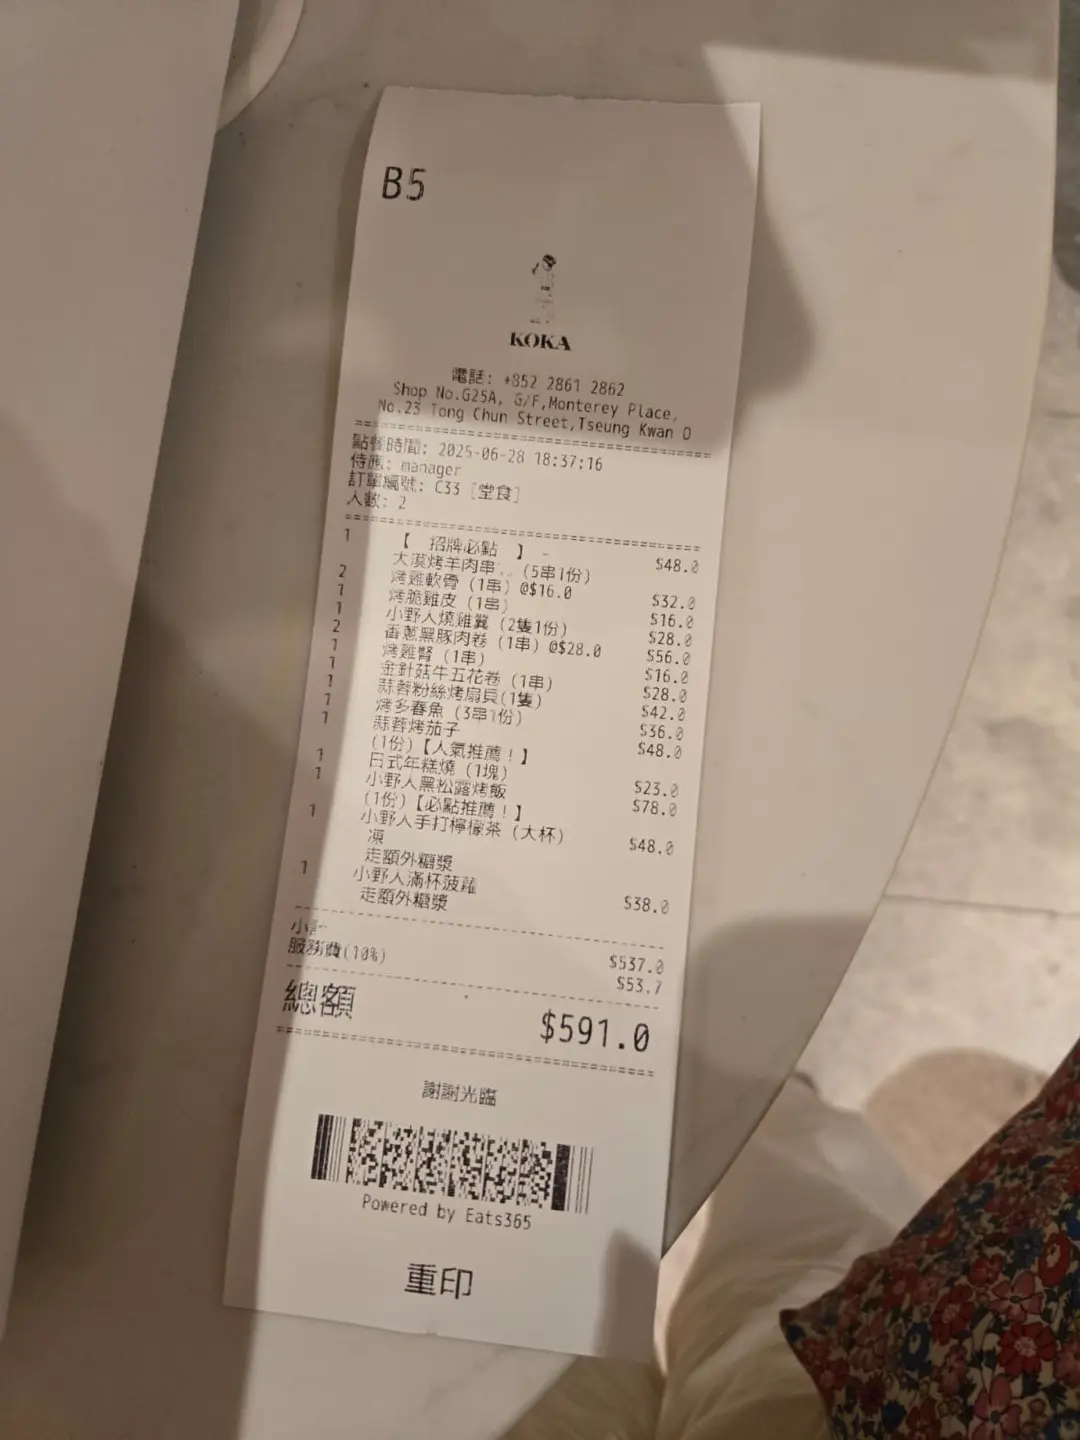 B5
KOKA
電話: +852 2861 2862
Shop No.G25A, G/F,Monterey Place,
No.23 Tong Chun Street,Tseung Kwan O
點餐時間: 2025-06-28 18:37:16
侍應: manager
訂單編號: C33 [堂食]
人數: 2
【 招牌必點 】 -
1 大漠烤羊肉串.. (5串1份) $48.0
2 烤雞軟骨 (1串) @$16.0 $32.0
1 烤脆雞皮 (1串) $16.0
1 小野人燒雞翼 (2隻1份) $28.0
2 香蔥黑豚肉卷 (1串) @$28.0 $56.0
1 烤雞腎 (1串) $16.0
1 金針菇牛五花卷 (1串) $28.0
1 蒜蓉粉絲烤扇貝(1隻) $42.0
1 烤多春魚 (3串1份) $36.0
1 蒜蓉烤茄子 $48.0
(1份)【人氣推薦！】
1 日式年糕燒 (1塊) $23.0
1 小野人黑松露烤飯 $78.0
(1份)【必點推薦！】
1 小野人手打檸檬茶 (大杯) $48.0
凍
走額外糖漿
1 小野人滿杯菠蘿 $38.0
走額外糖漿
小計 $537.0
服務費(10%) $53.7
總額 $591.0
謝謝光臨
Powered by Eats365
重印